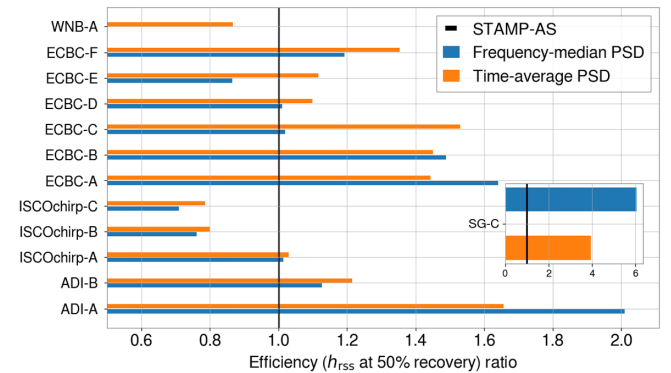 WNB-A
ECBC-F
ECBC-E
ECBC-D
ECBC-C
ECBC-B
ECBC-A
ISCOchirp-C
ISCOchirp-B
ISCOchirp-A
ADI-B
ADI-A
STAMP-AS
Frequency-median PSD
Time-average PSD
SG-C
0 2 4 6
0.6 0.8 1.0 1.2 1.4 1.6 1.8 2.0
Efficiency (hrss at 50% recovery) ratio